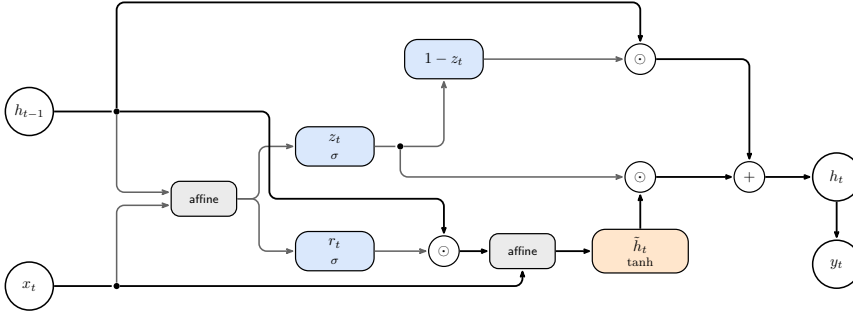 1 − z_t
⊙
h_{t−1}
z_t
σ
affine
⊙
+
h_t
r_t
σ
⊙
affine
h̃_t
tanh
x_t
y_t